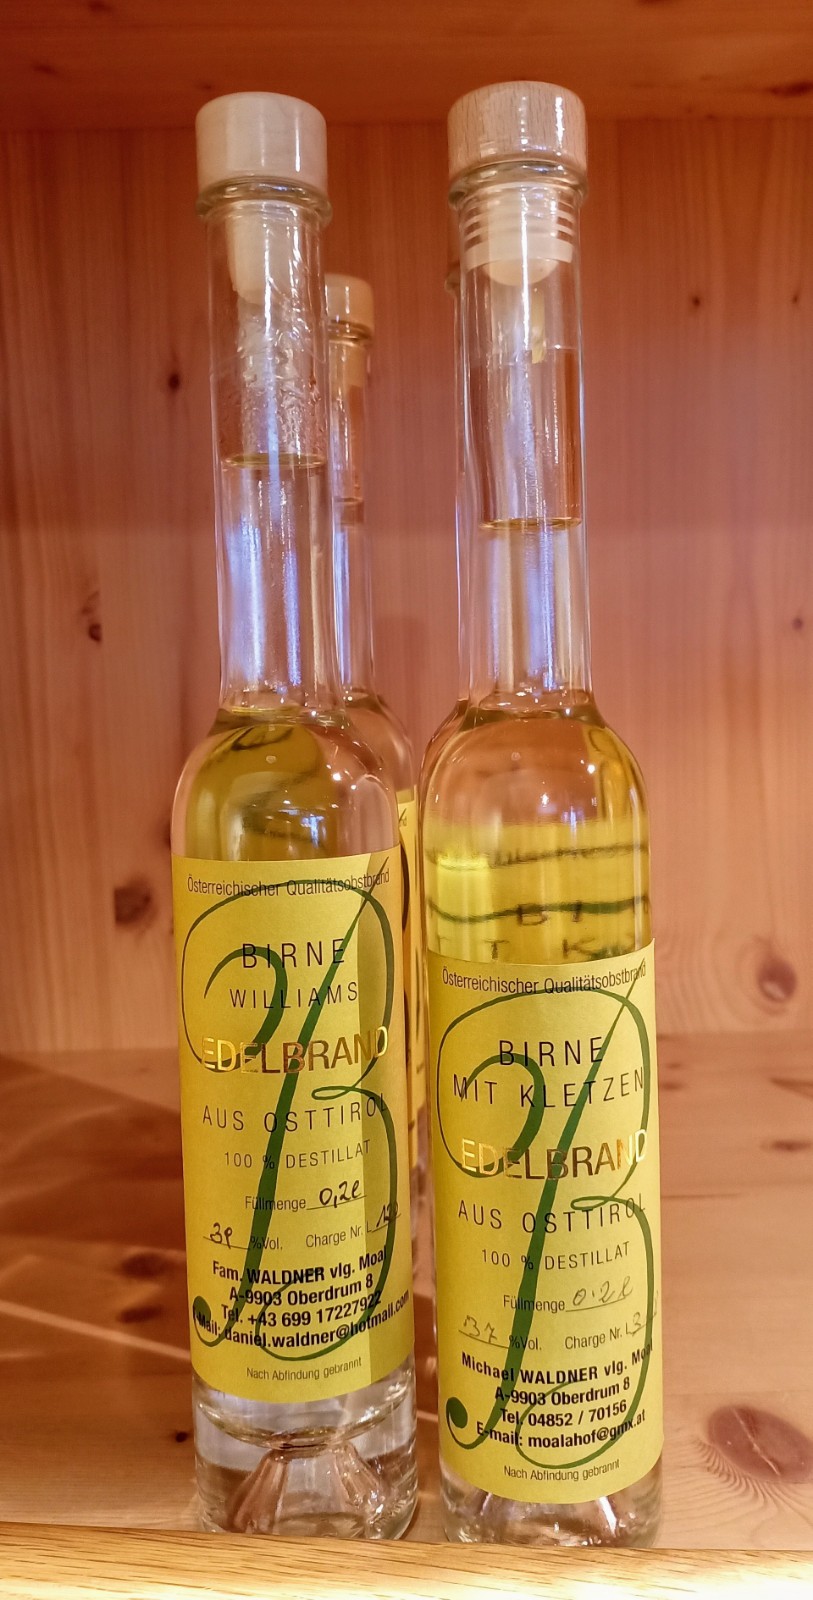 Österreichischer Qualitätsobstbrand
BIRNE
WILLIAMS
EDELBRAND
AUS OSTTIROL
100 % DESTILLAT
Füllmenge 0,2l
%Vol. Charge Nr. L
Fam. WALDNER vlg. Moal
A-9903 Oberdrum 8
Tel. +43 699 17227922
Mail: daniel.waldner@hotmail.com
Nach Abfindung gebrannt
Österreichischer Qualitätsobstbrand
BIRNE
MIT KLETZEN
EDELBRAND
AUS OSTTIROL
100 % DESTILLAT
Füllmenge 0.2l
37 %Vol. Charge Nr. L3
Michael WALDNER vlg. Moal
A-9903 Oberdrum 8
Tel. 04852 / 70156
E-mail: moalahof@gmx.at
Nach Abfindung gebrannt